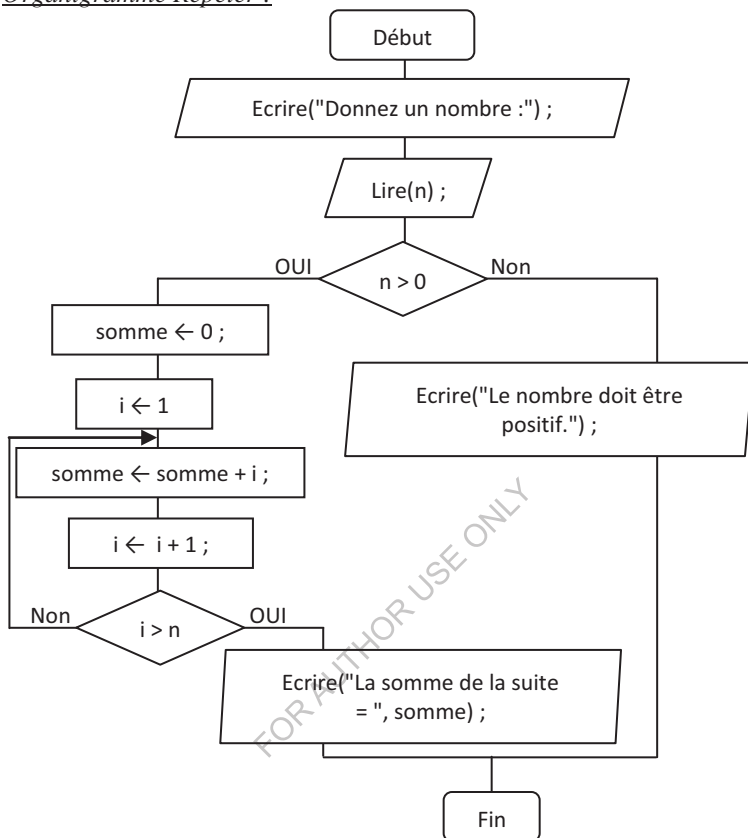 Organigramme Répéter :
Début
Ecrire("Donnez un nombre :") ;
Lire(n) ;
OUI
n > 0
Non
somme ← 0 ;
i ← 1
somme ← somme + i ;
i ← i + 1 ;
Non
i > n
OUI
Ecrire("Le nombre doit être
positif.") ;
Ecrire("La somme de la suite
= ", somme) ;
Fin
FOR AUTHOR USE ONLY